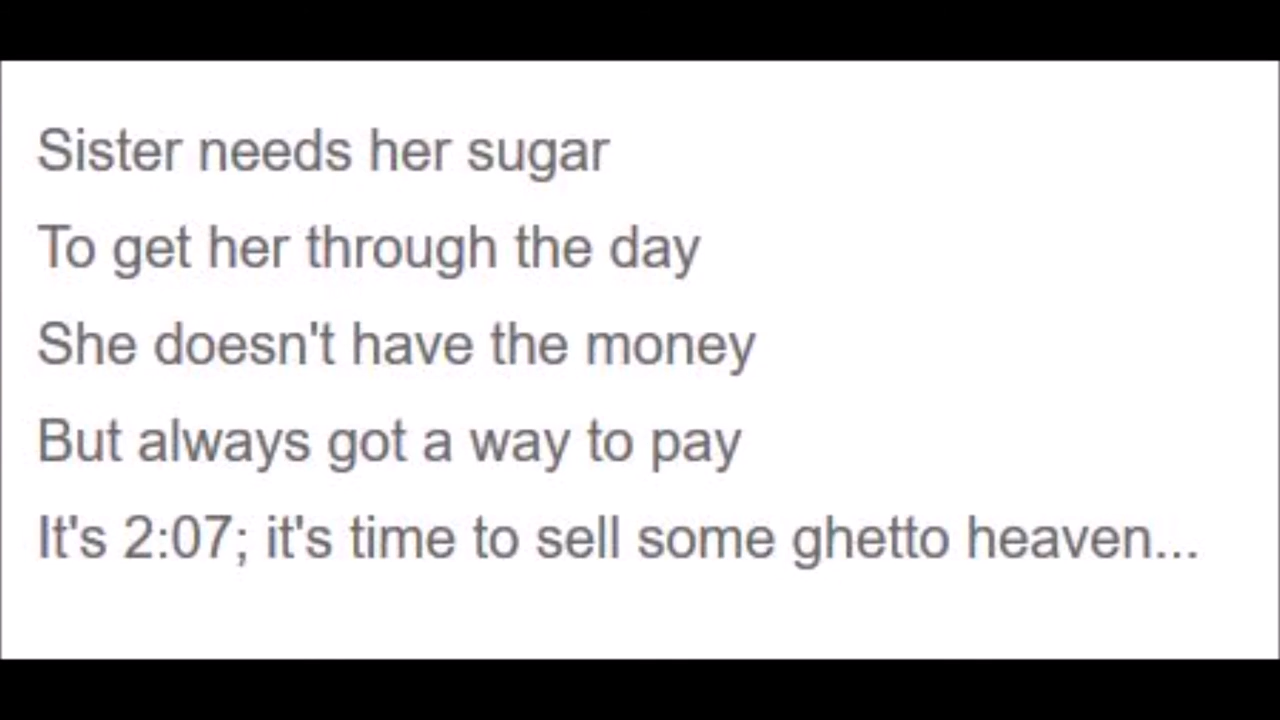 Sister needs her sugar
To get her through the day
She doesn't have the money
But always got a way to pay
It's 2:07; it's time to sell some ghetto heaven...